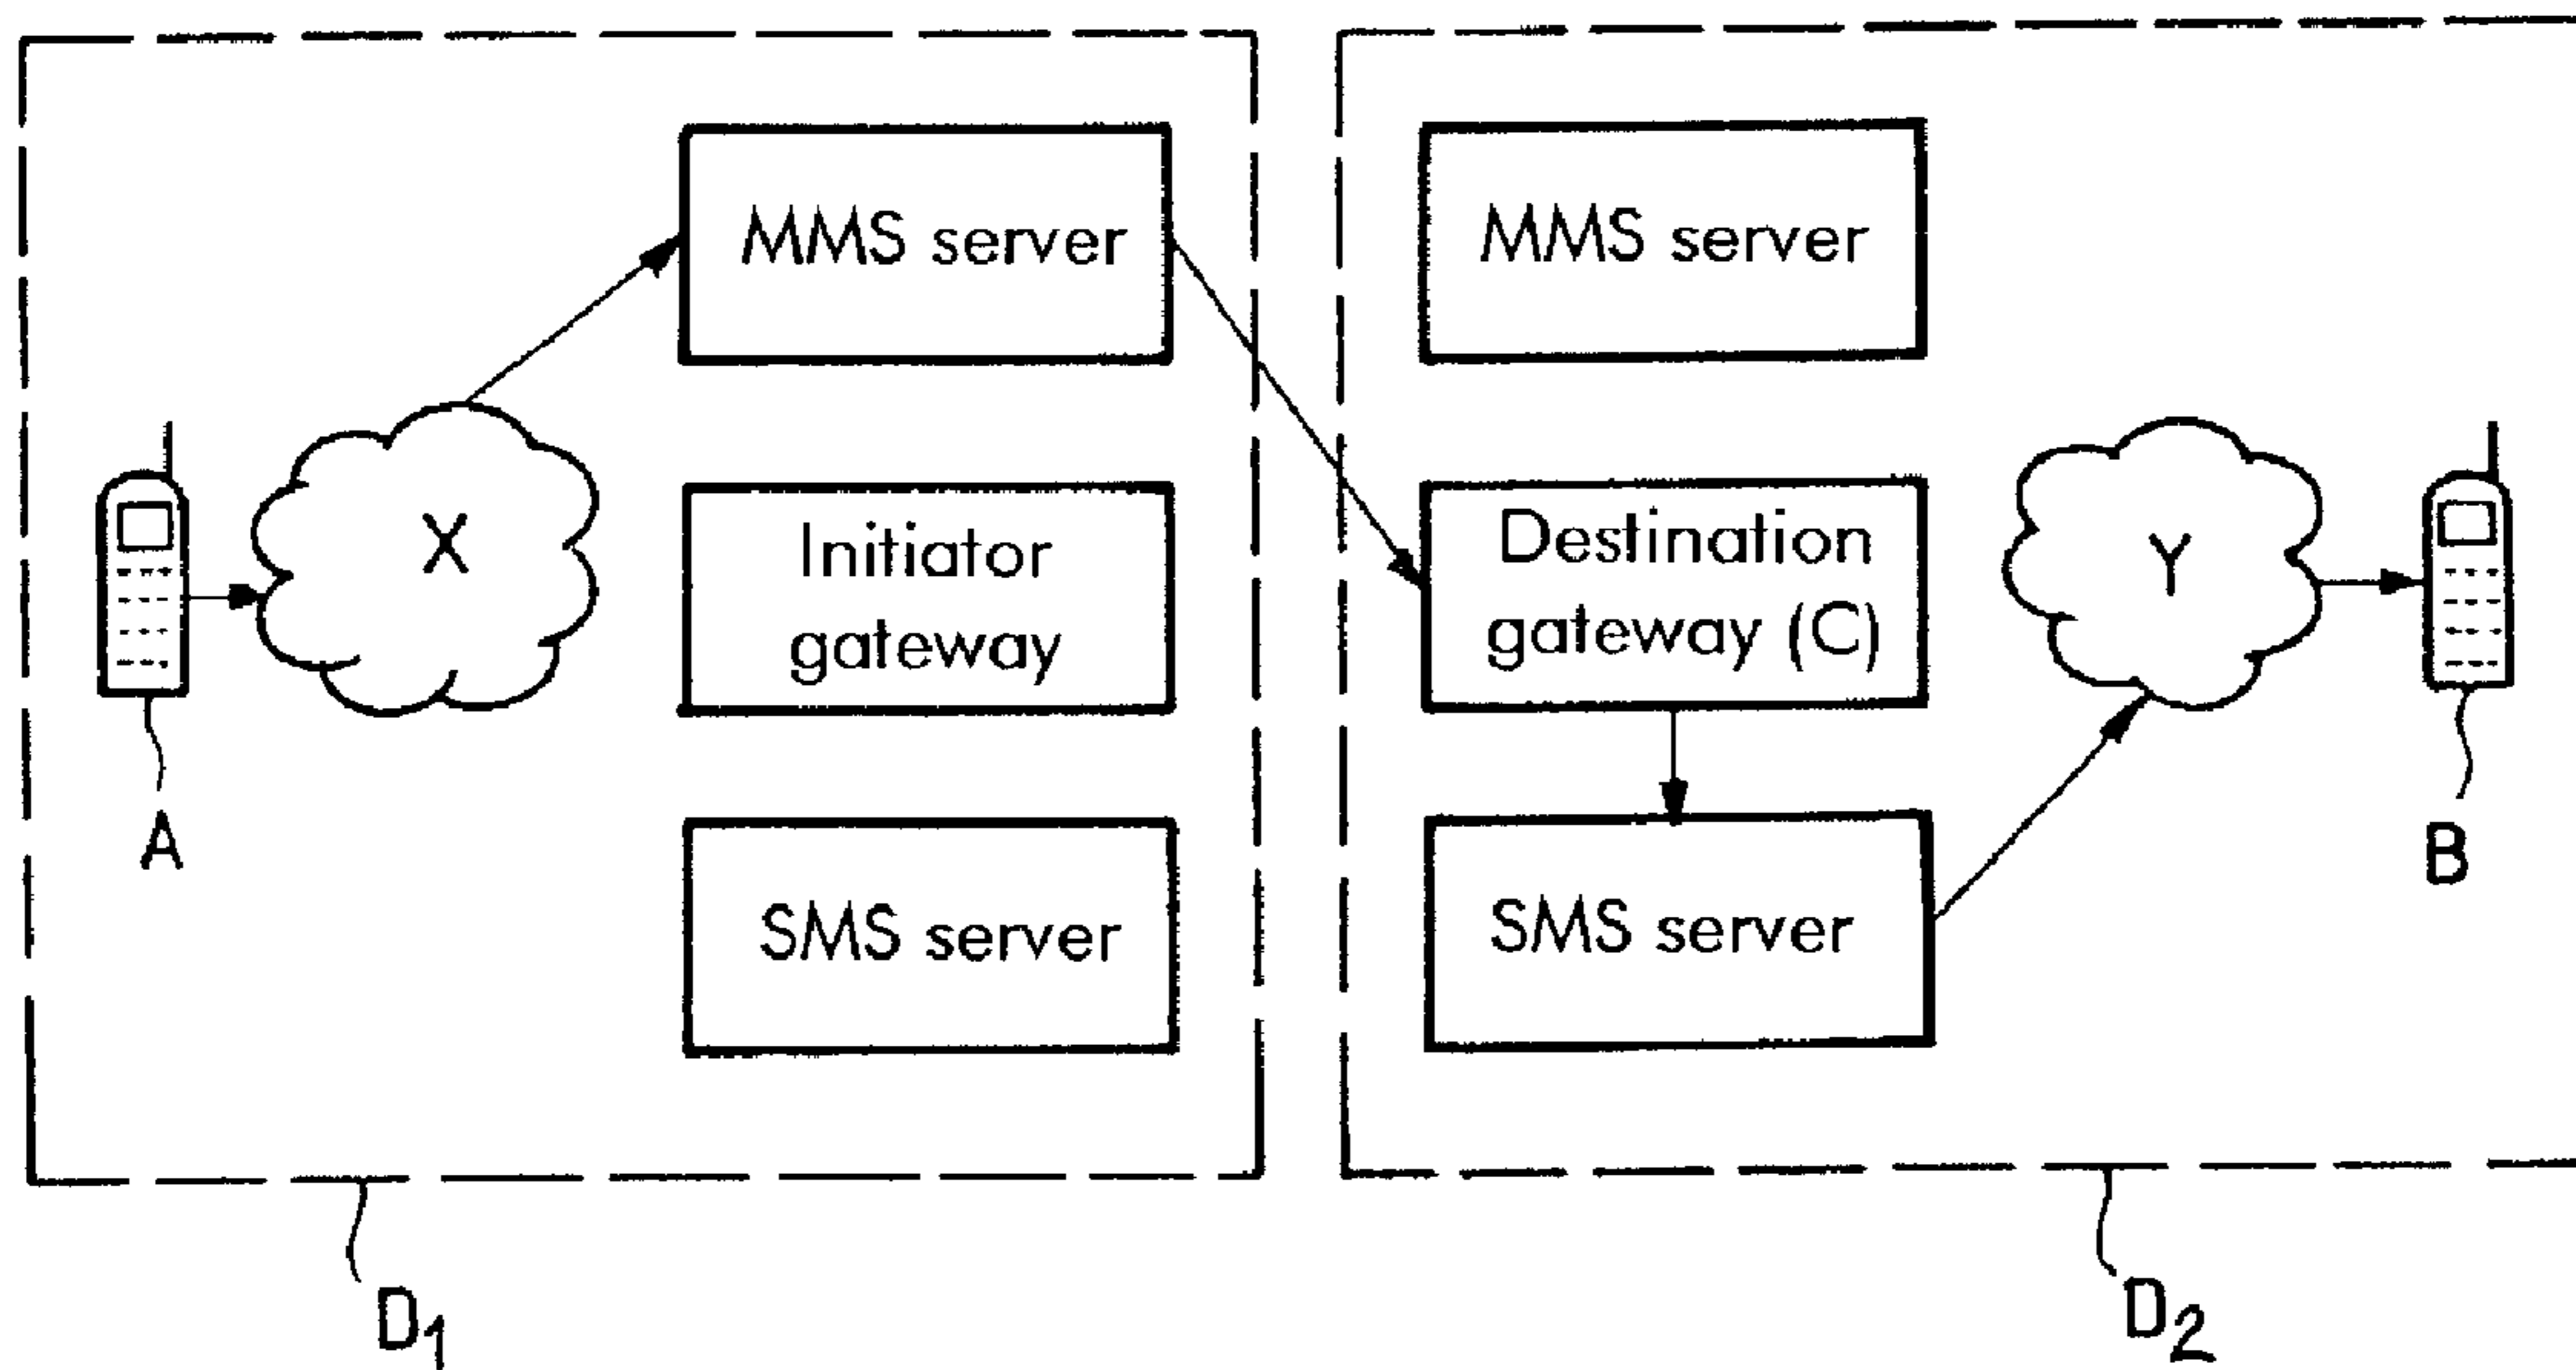 MMS server
MMS server
X
Initiator
gateway
Destination
gateway (C)
Y
A
SMS server
SMS server
B
D1
D2